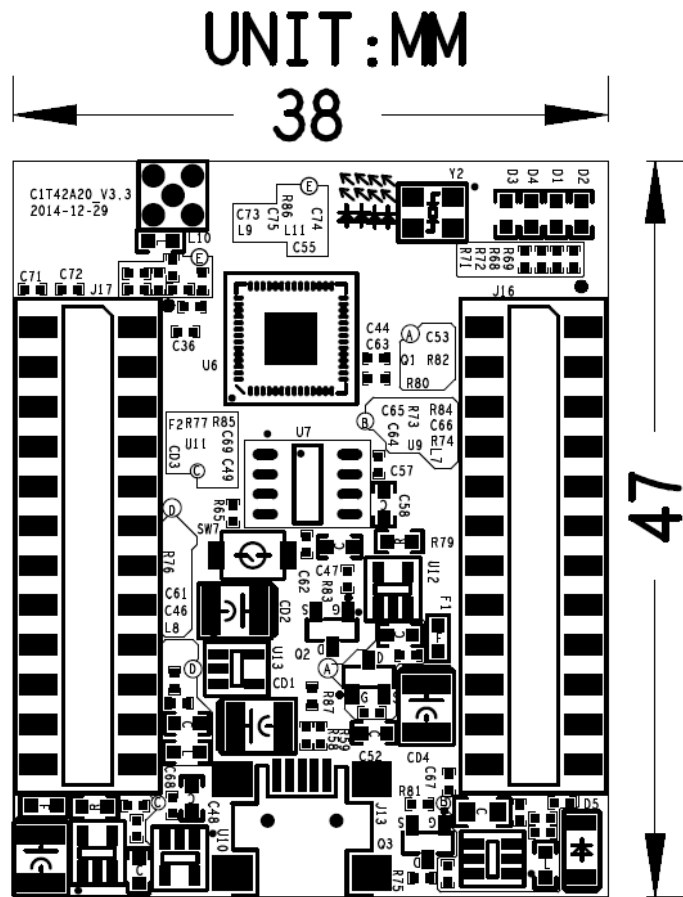 UNIT:MM
38
47
C1T42A20_V3.3
2014-12-29
L10
E
C73
L9
C75
R86
L11
C74
C55
E
Y2
D3
D4
D1
D2
R71
R72
R68
R69
C71
C72
J17
J16
C36
U6
C44
C63
A
Q1
C53
R82
R80
B
C65
C64
R73
U9
R84
C66
R74
L7
F2
R77
R85
U11
CD3
C69
C49
C
U7
C57
C58
D
R65
SW7
R76
C62
C47
R83
R79
U12
C61
C46
L8
CD2
S
G
Q2
D
F1
F
D
U13
CD1
A
D
G
S
R87
R58
R59
C52
CD4
C68
C
C48
U10
J13
R81
C67
B
S
G
Q3
D
R75
D5